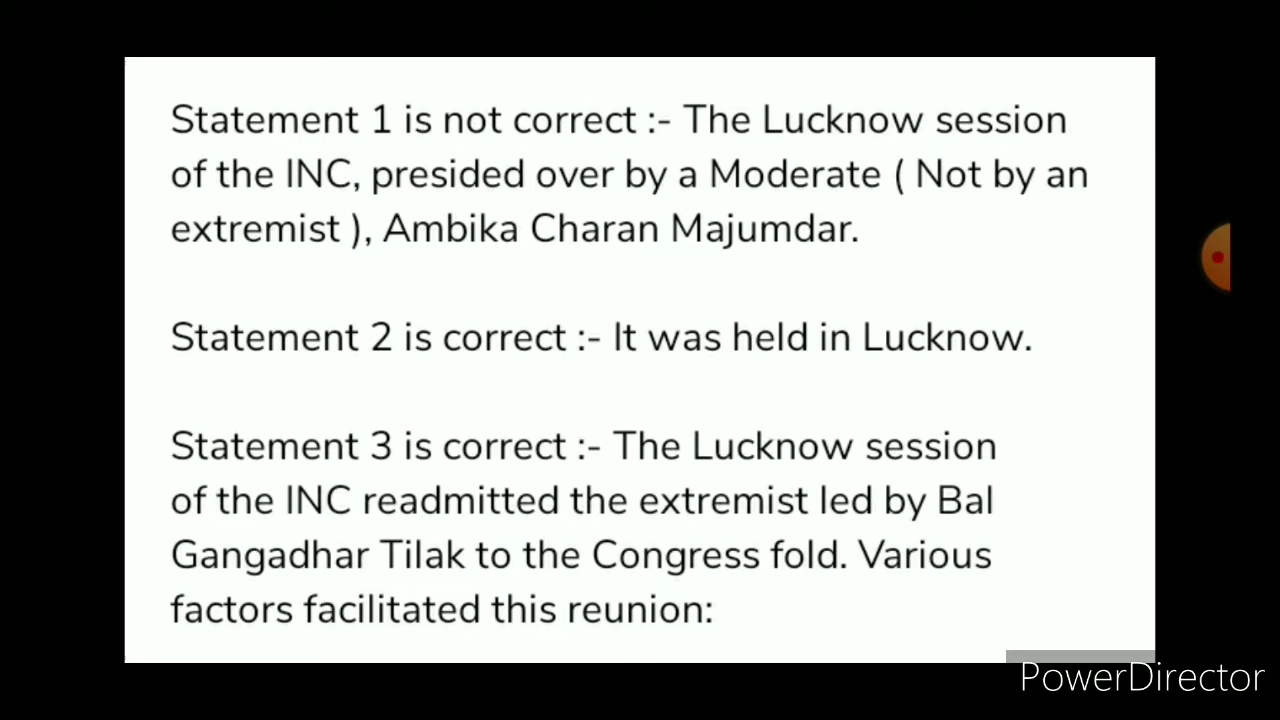 Statement 1 is not correct :- The Lucknow session
of the INC, presided over by a Moderate ( Not by an
extremist ), Ambika Charan Majumdar.
Statement 2 is correct :- It was held in Lucknow.
Statement 3 is correct :- The Lucknow session
of the INC readmitted the extremist led by Bal
Gangadhar Tilak to the Congress fold. Various
factors facilitated this reunion:
PowerDirector